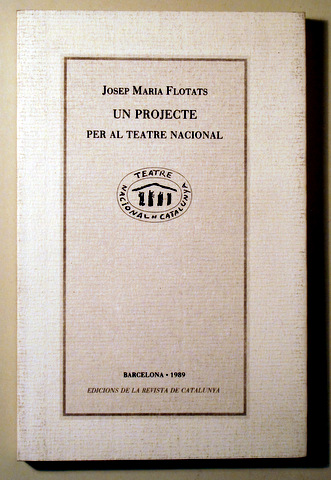 JOSEP MARIA FLOTATS
UN PROJECTE
PER AL TEATRE NACIONAL
TEATRE
NACIONAL DE CATALUNYA
BARCELONA • 1989
EDICIONS DE LA REVISTA DE CATALUNYA